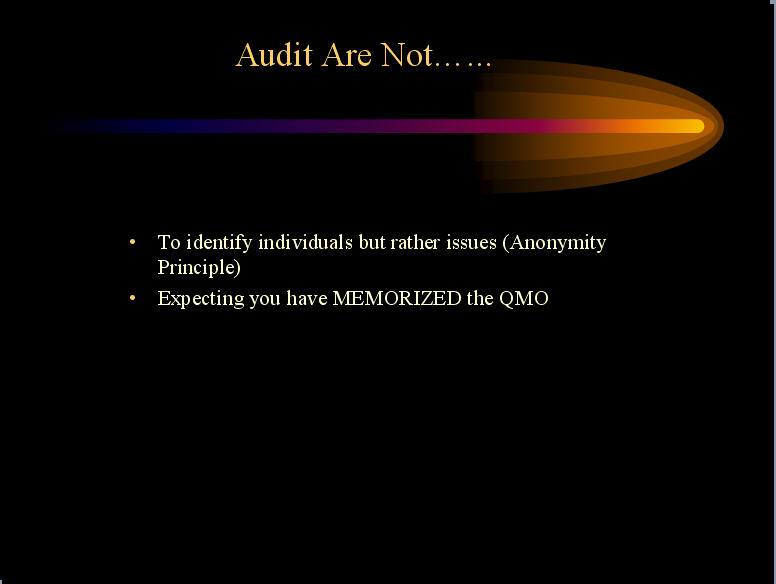 Audit Are Not……
• To identify individuals but rather issues (Anonymity
Principle)
• Expecting you have MEMORIZED the QMO